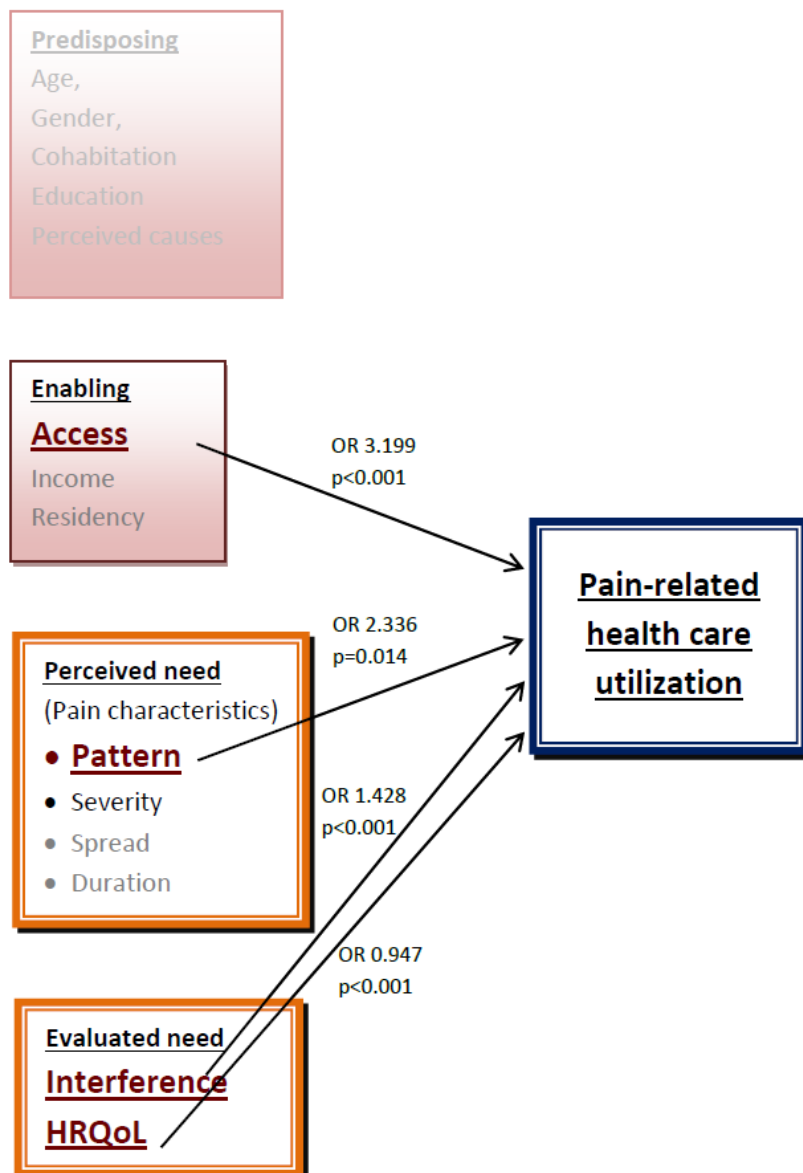 Predisposing
Age,
Gender,
Cohabitation
Education
Perceived causes
Enabling
Access
Income
Residency
OR 3.199
p<0.001
Pain-related
health care
utilization
OR 2.336
p=0.014
Perceived need
(Pain characteristics)
• Pattern
• Severity
• Spread
• Duration
OR 1.428
p<0.001
OR 0.947
p<0.001
Evaluated need
Interference
HRQoL